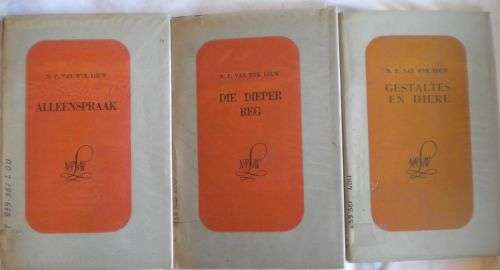 N. P. VAN WYK LOUW
ALLEENSPRAAK
N. P. VAN WYK LOUW
DIE DIEPER
REG
N. P. VAN WYK LOUW
GESTALTES
EN DIERE